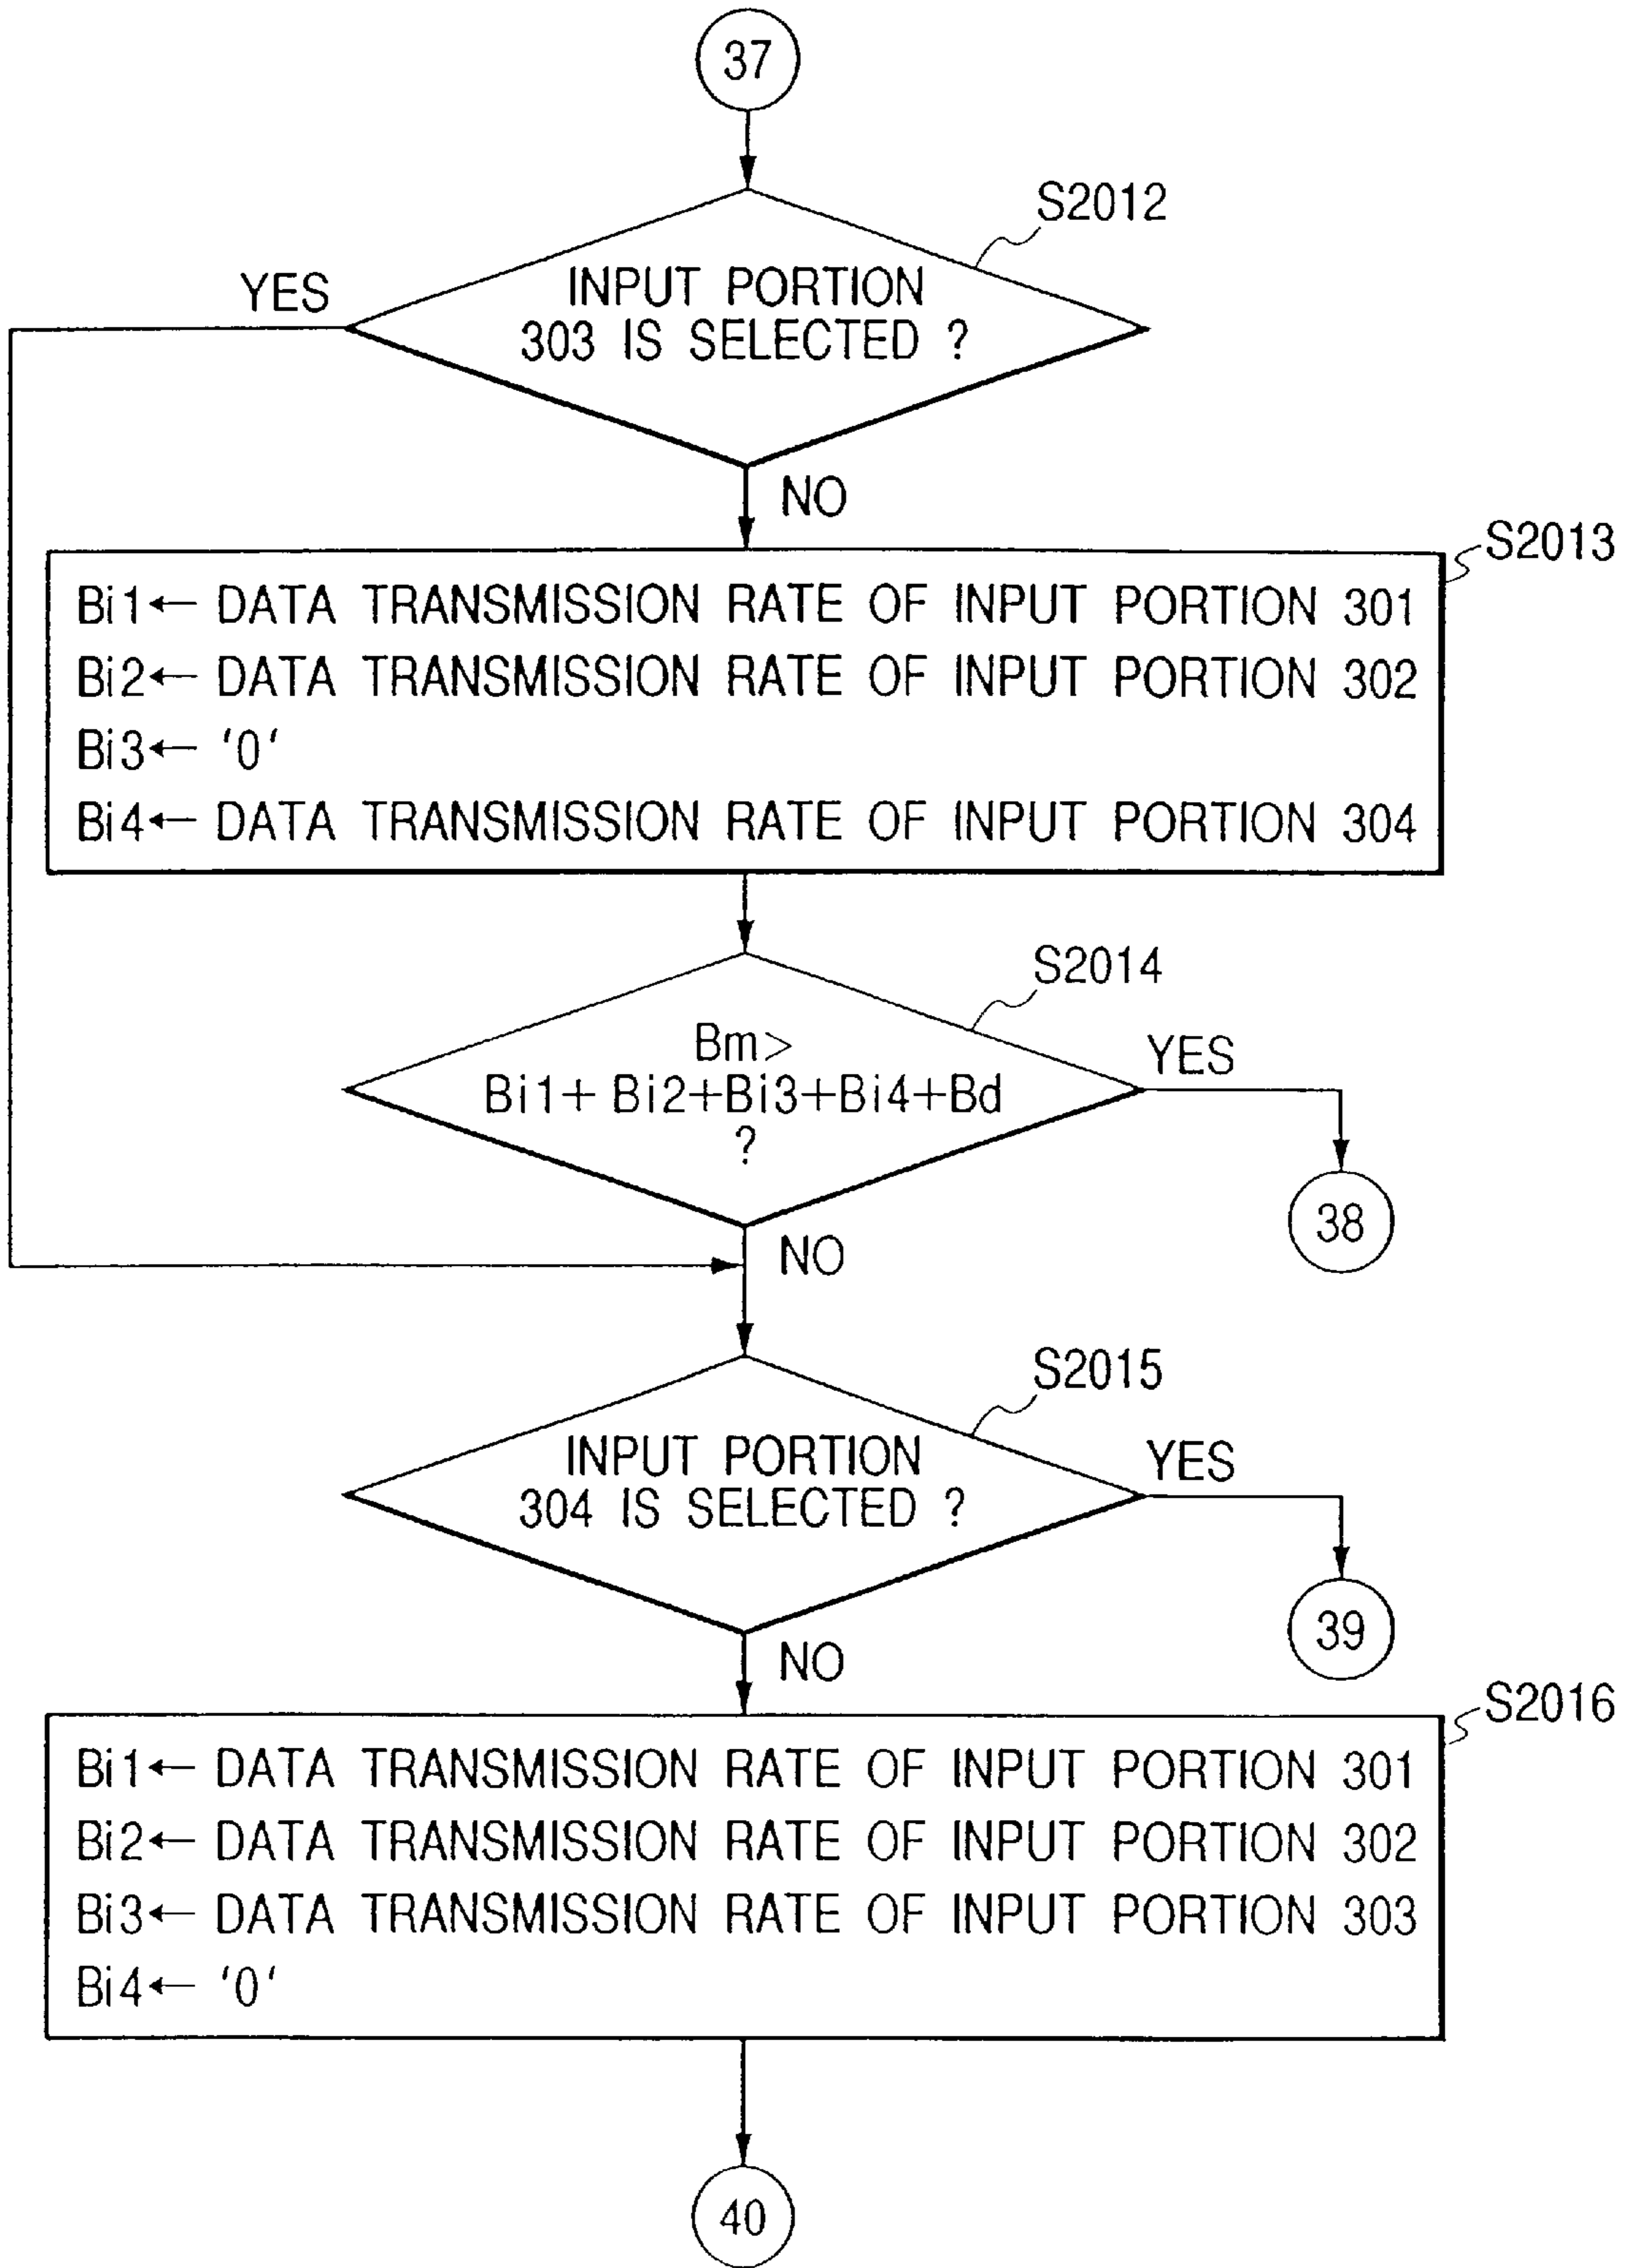 37
S2012
YES
INPUT PORTION
303 IS SELECTED ?
NO
S2013
Bi1← DATA TRANSMISSION RATE OF INPUT PORTION 301
Bi2← DATA TRANSMISSION RATE OF INPUT PORTION 302
Bi3← '0'
Bi4← DATA TRANSMISSION RATE OF INPUT PORTION 304
S2014
Bm>
Bi1+ Bi2+Bi3+Bi4+Bd
?
YES
38
NO
S2015
INPUT PORTION
304 IS SELECTED ?
YES
39
NO
S2016
Bi1← DATA TRANSMISSION RATE OF INPUT PORTION 301
Bi2← DATA TRANSMISSION RATE OF INPUT PORTION 302
Bi3← DATA TRANSMISSION RATE OF INPUT PORTION 303
Bi4← '0'
40